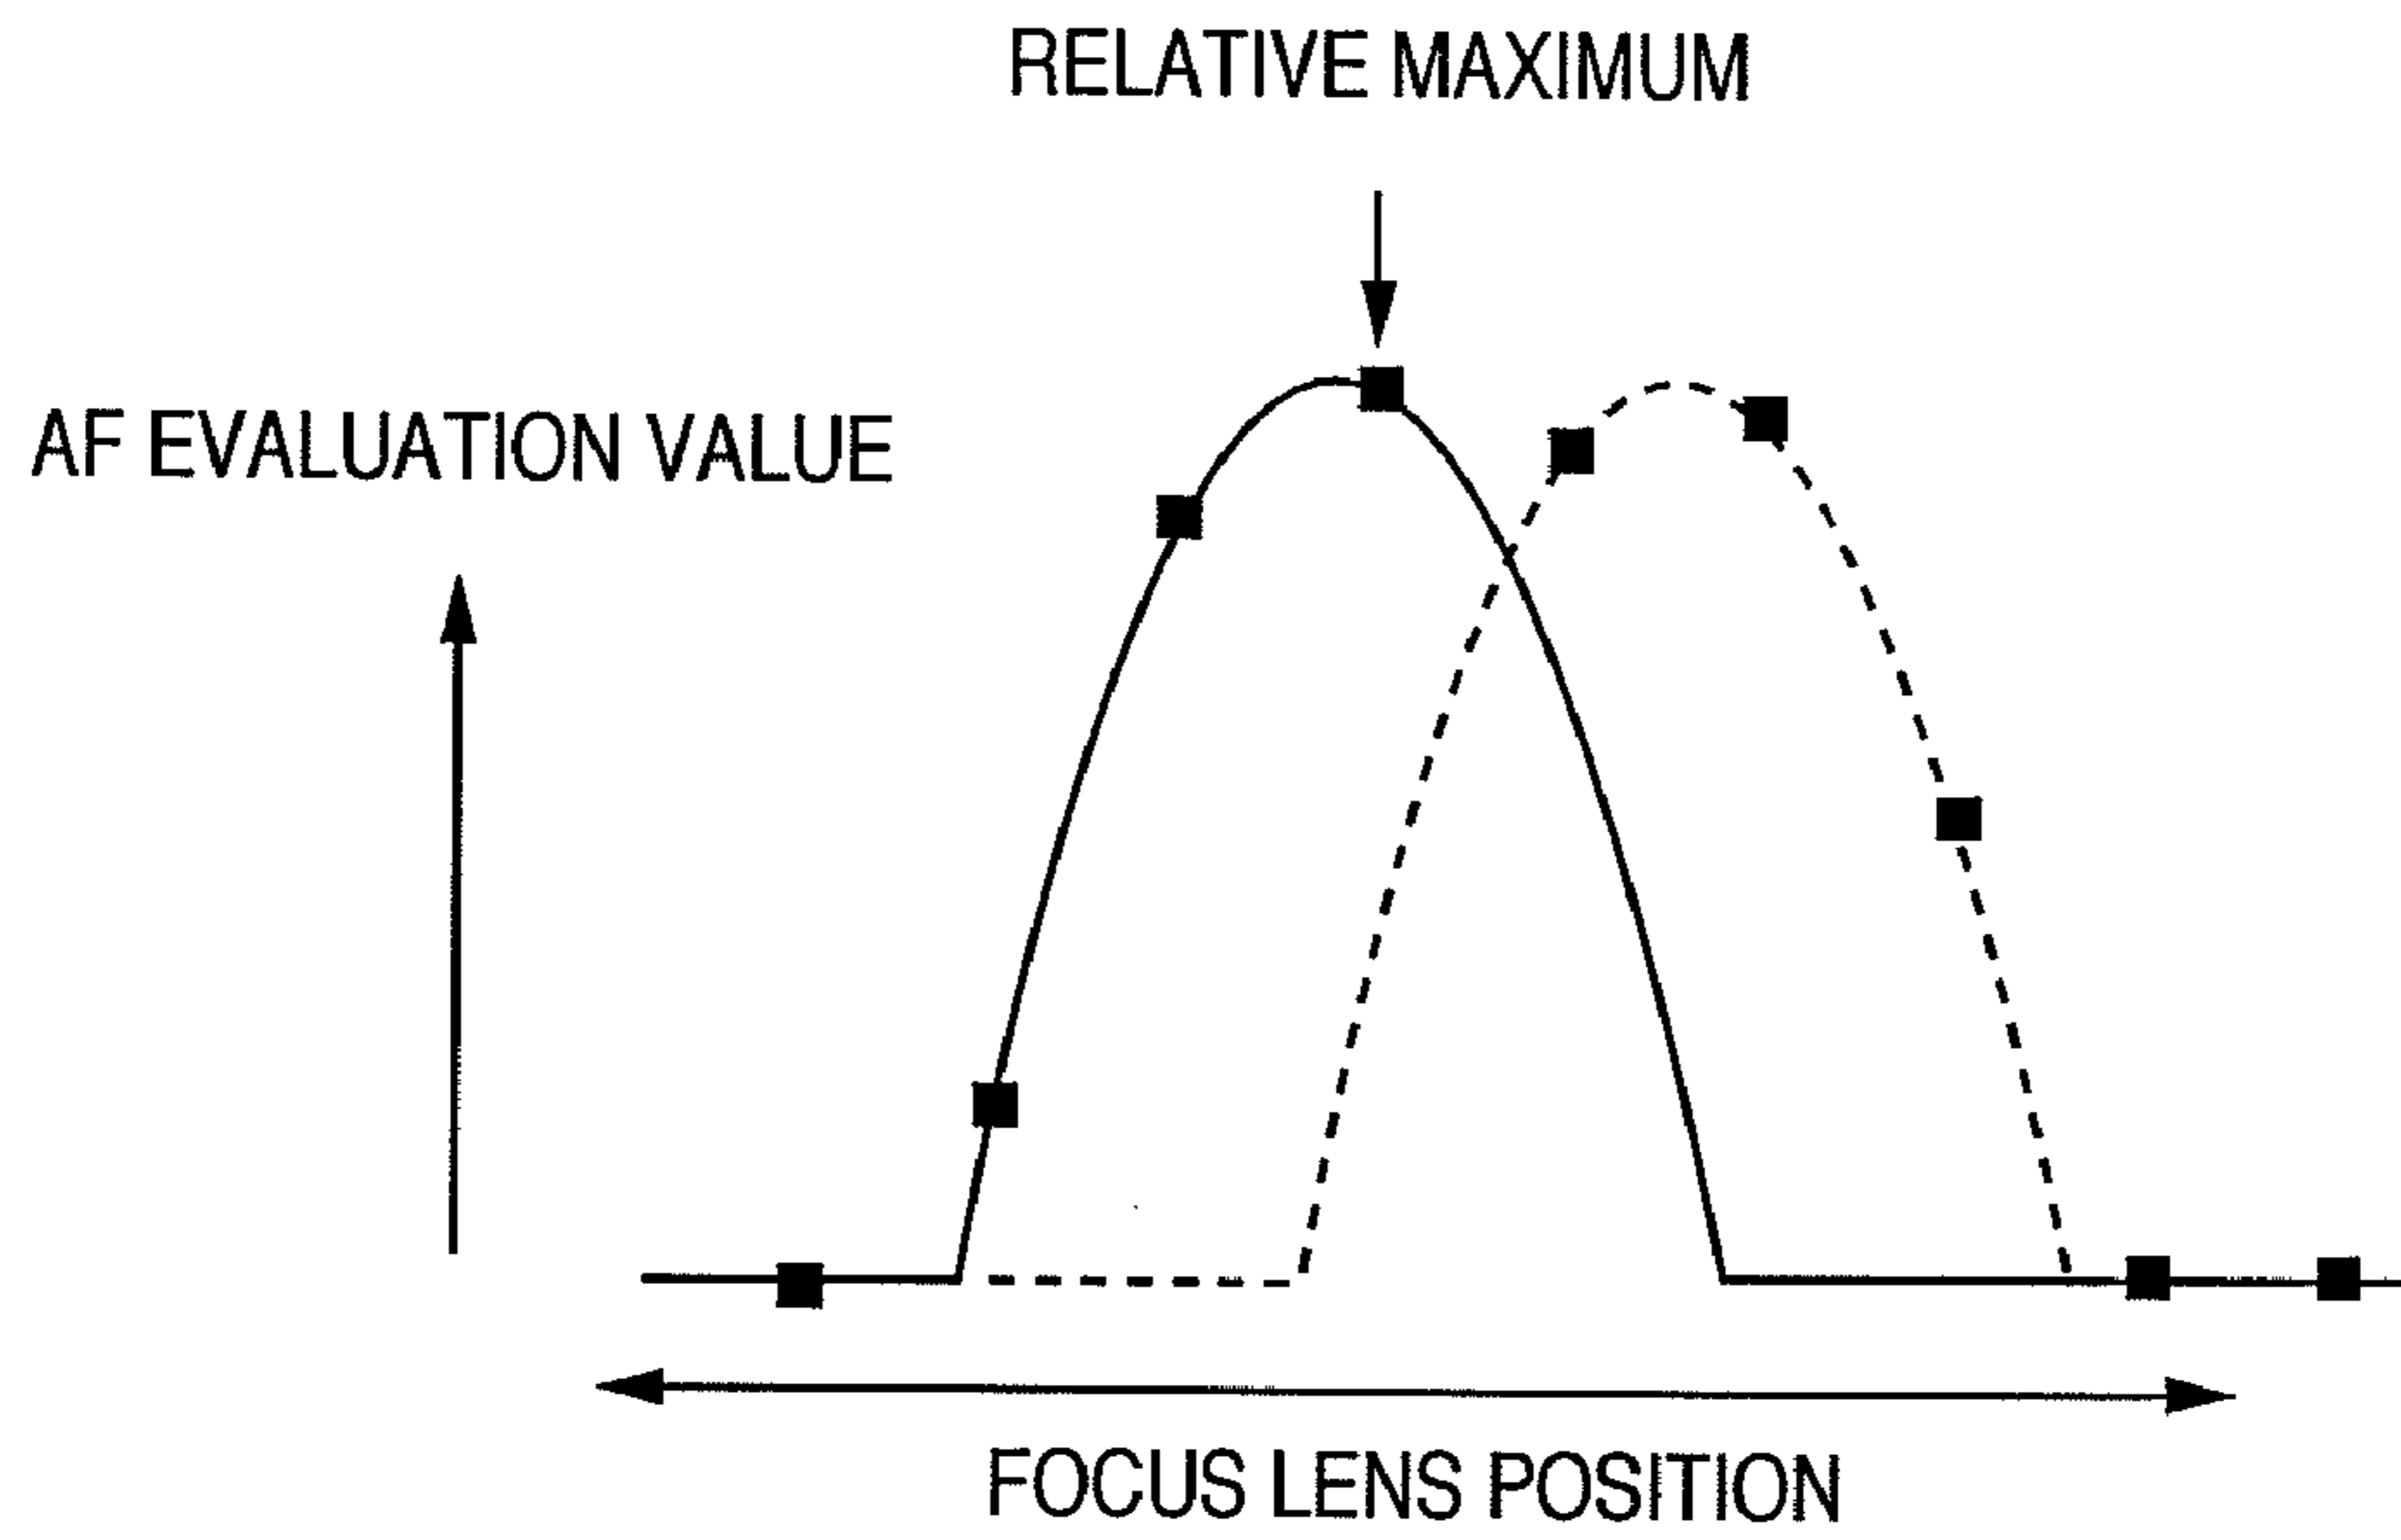 RELATIVE MAXIMUM
AF EVALUATION VALUE
FOCUS LENS POSITION